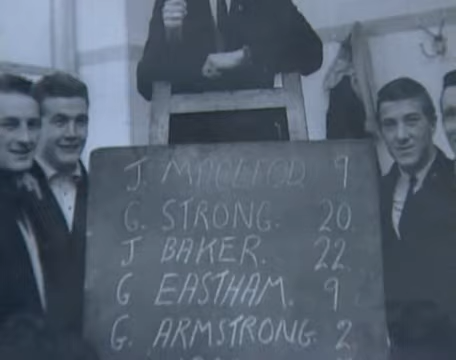 J. MACLEOD 9
G. STRONG. 20
J BAKER. 22.
G EASTHAM. 9
G. ARMSTRONG 2